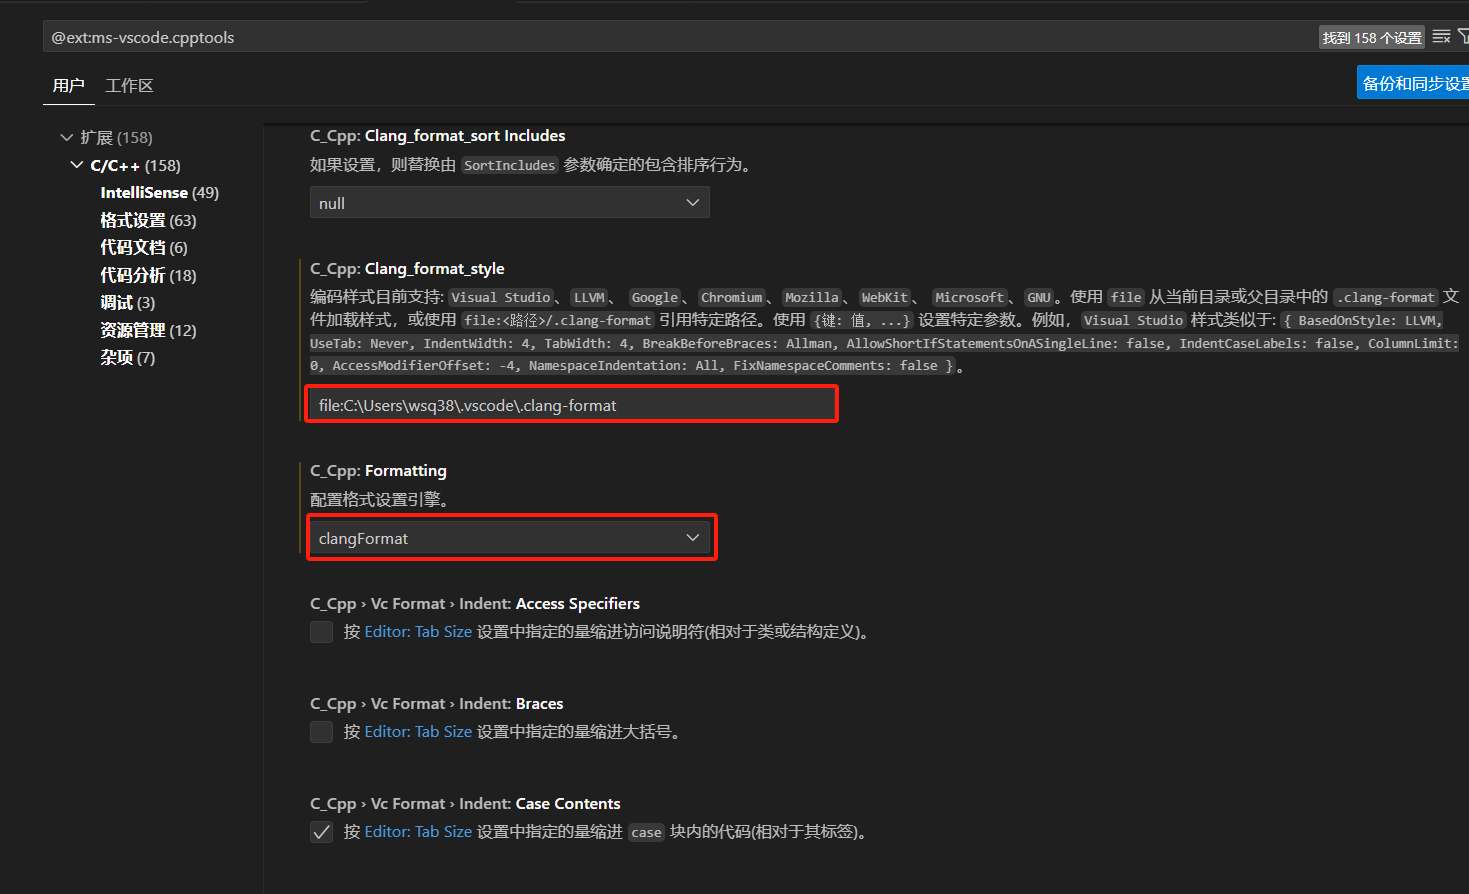 @ext:ms-vscode.cpptools
找到 158 个设置
用户
工作区
备份和同步设置
扩展 (158)
C/C++ (158)
IntelliSense (49)
格式设置 (63)
代码文档 (6)
代码分析 (18)
调试 (3)
资源管理 (12)
杂项 (7)
C_Cpp: Clang_format_sort Includes
如果设置，则替换由 SortIncludes 参数确定的包含排序行为。
null
C_Cpp: Clang_format_style
编码样式目前支持: Visual Studio、 LLVM、 Google、 Chromium、 Mozilla、 WebKit、 Microsoft、 GNU。使用 file 从当前目录或父目录中的 .clang-format 文
件加载样式，或使用 file:<路径>/.clang-format 引用特定路径。使用 {键: 值, ...} 设置特定参数。例如， Visual Studio 样式类似于: { BasedOnStyle: LLVM,
UseTab: Never, IndentWidth: 4, TabWidth: 4, BreakBeforeBraces: Allman, AllowShortIfStatementsOnASingleLine: false, IndentCaseLabels: false, ColumnLimit:
0, AccessModifierOffset: -4, NamespaceIndentation: All, FixNamespaceComments: false }。
file:C:\Users\wsq38\.vscode\.clang-format
C_Cpp: Formatting
配置格式设置引擎。
clangFormat
C_Cpp › Vc Format › Indent: Access Specifiers
按 Editor: Tab Size 设置中指定的量缩进访问说明符(相对于类或结构定义)。
C_Cpp › Vc Format › Indent: Braces
按 Editor: Tab Size 设置中指定的量缩进大括号。
C_Cpp › Vc Format › Indent: Case Contents
按 Editor: Tab Size 设置中指定的量缩进 case 块内的代码(相对于其标签)。